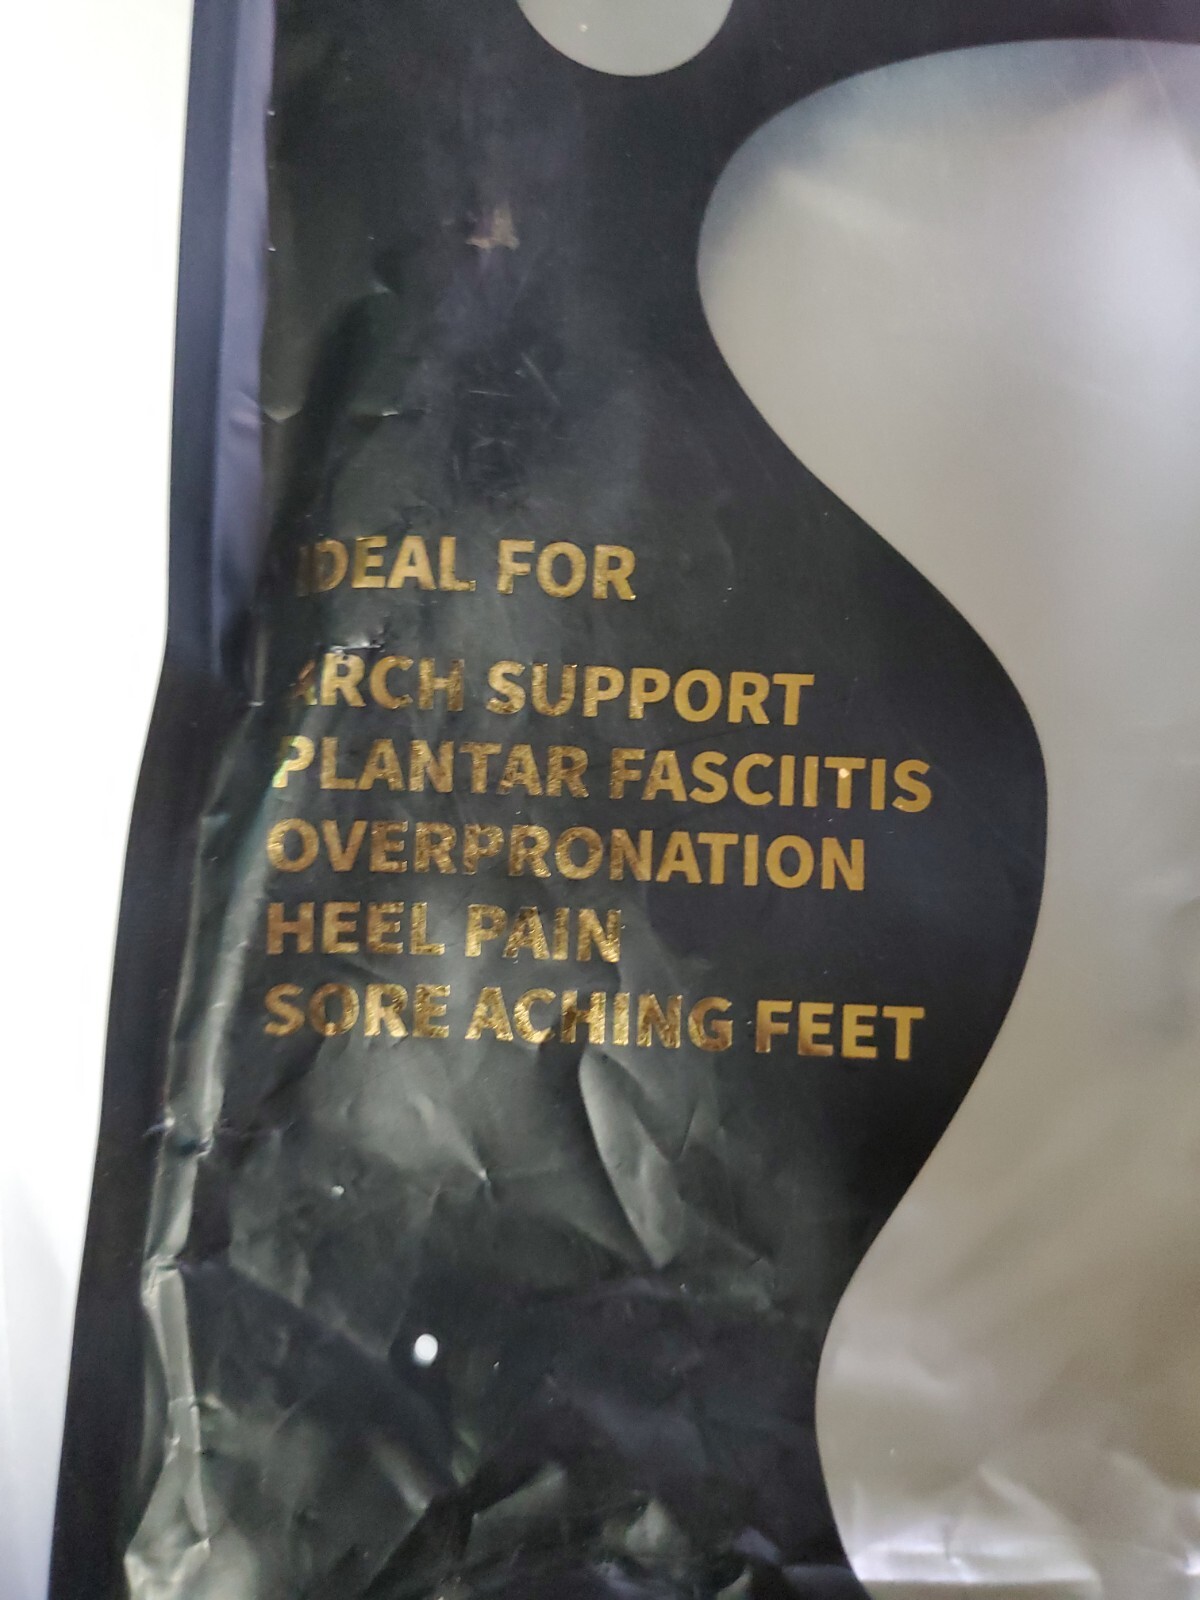 IDEAL FOR
ARCH SUPPORT
PLANTAR FASCIITIS
OVERPRONATION
HEEL PAIN
SORE ACHING FEET